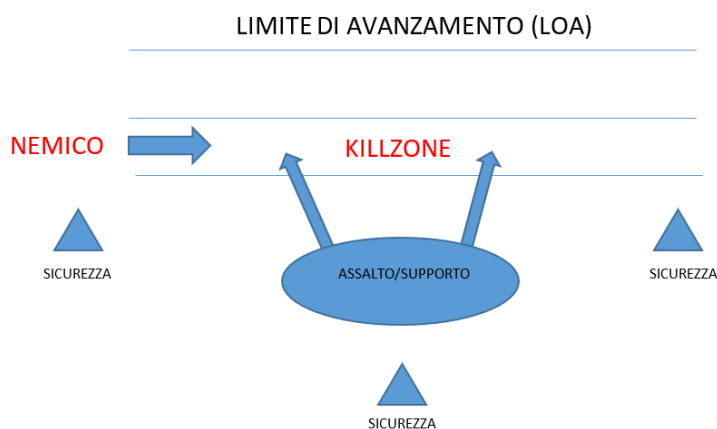 LIMITE DI AVANZAMENTO (LOA)
NEMICO
KILLZONE
SICUREZZA
ASSALTO/SUPPORTO
SICUREZZA
SICUREZZA